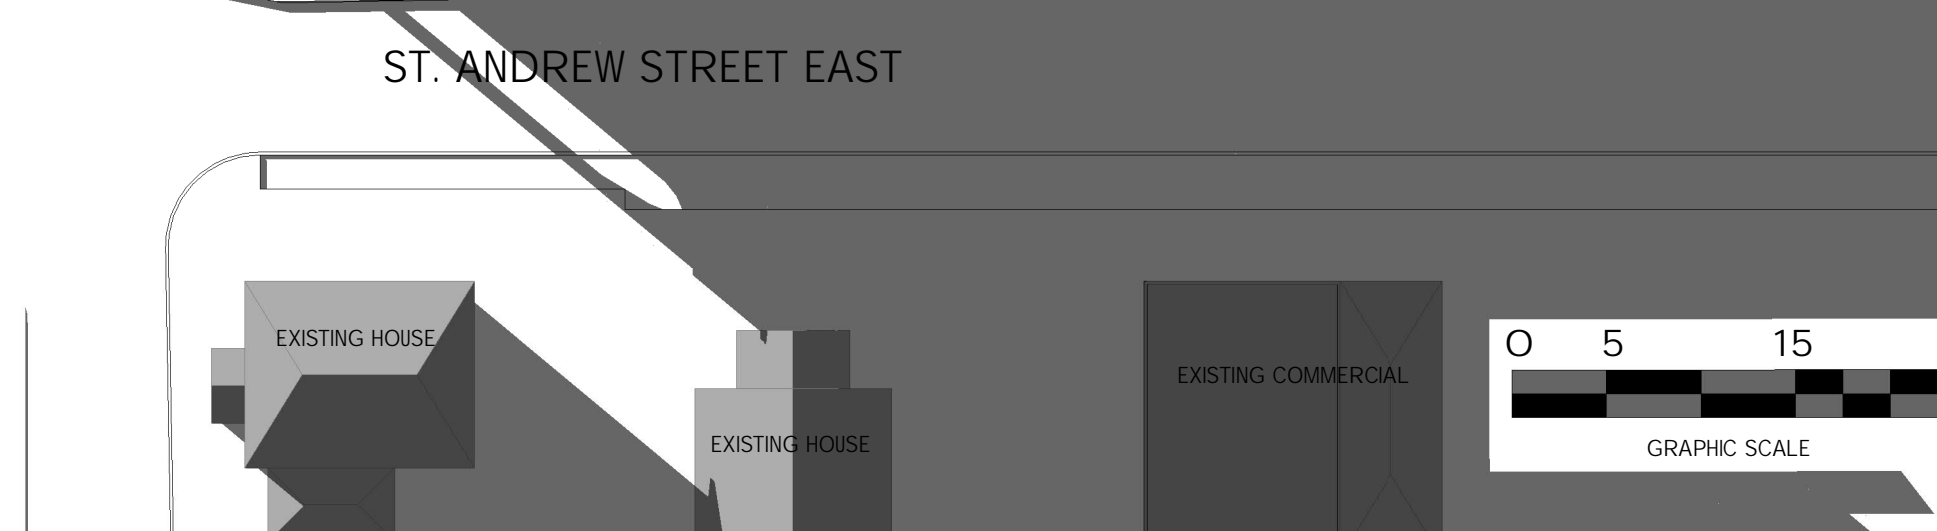 ST. ANDREW STREET EAST
EXISTING HOUSE
EXISTING HOUSE
EXISTING COMMERCIAL
0 5 15
GRAPHIC SCALE